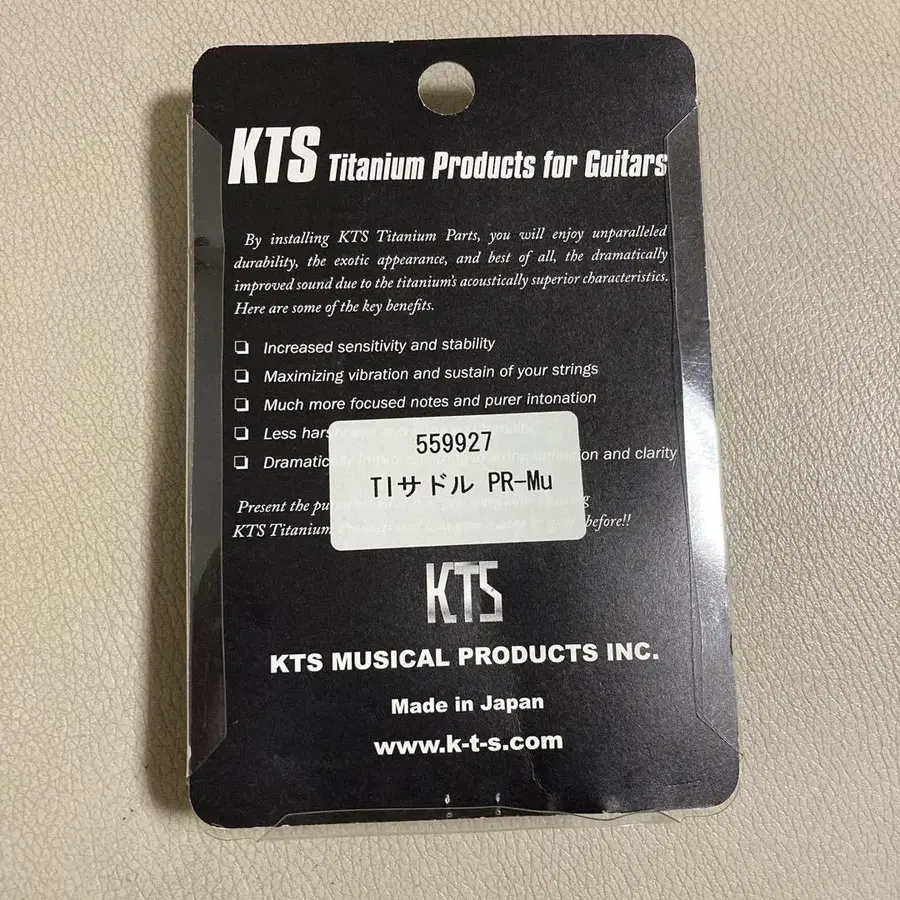 KTS Titanium Products for Guitars
By installing KTS Titanium Parts, you will enjoy unparalleled
durability, the exotic appearance, and best of all, the dramatically
improved sound due to the titanium's acoustically superior characteristics.
Here are some of the key benefits.
❏ Increased sensitivity and stability
❏ Maximizing vibration and sustain of your strings
❏ Much more focused notes and purer intonation
❏ Less
❏ and clarity
559927
TIサドル PR-Mu
Present the
KTS Titanium before!!
KTS
KTS MUSICAL PRODUCTS INC.
Made in Japan
www.k-t-s.com